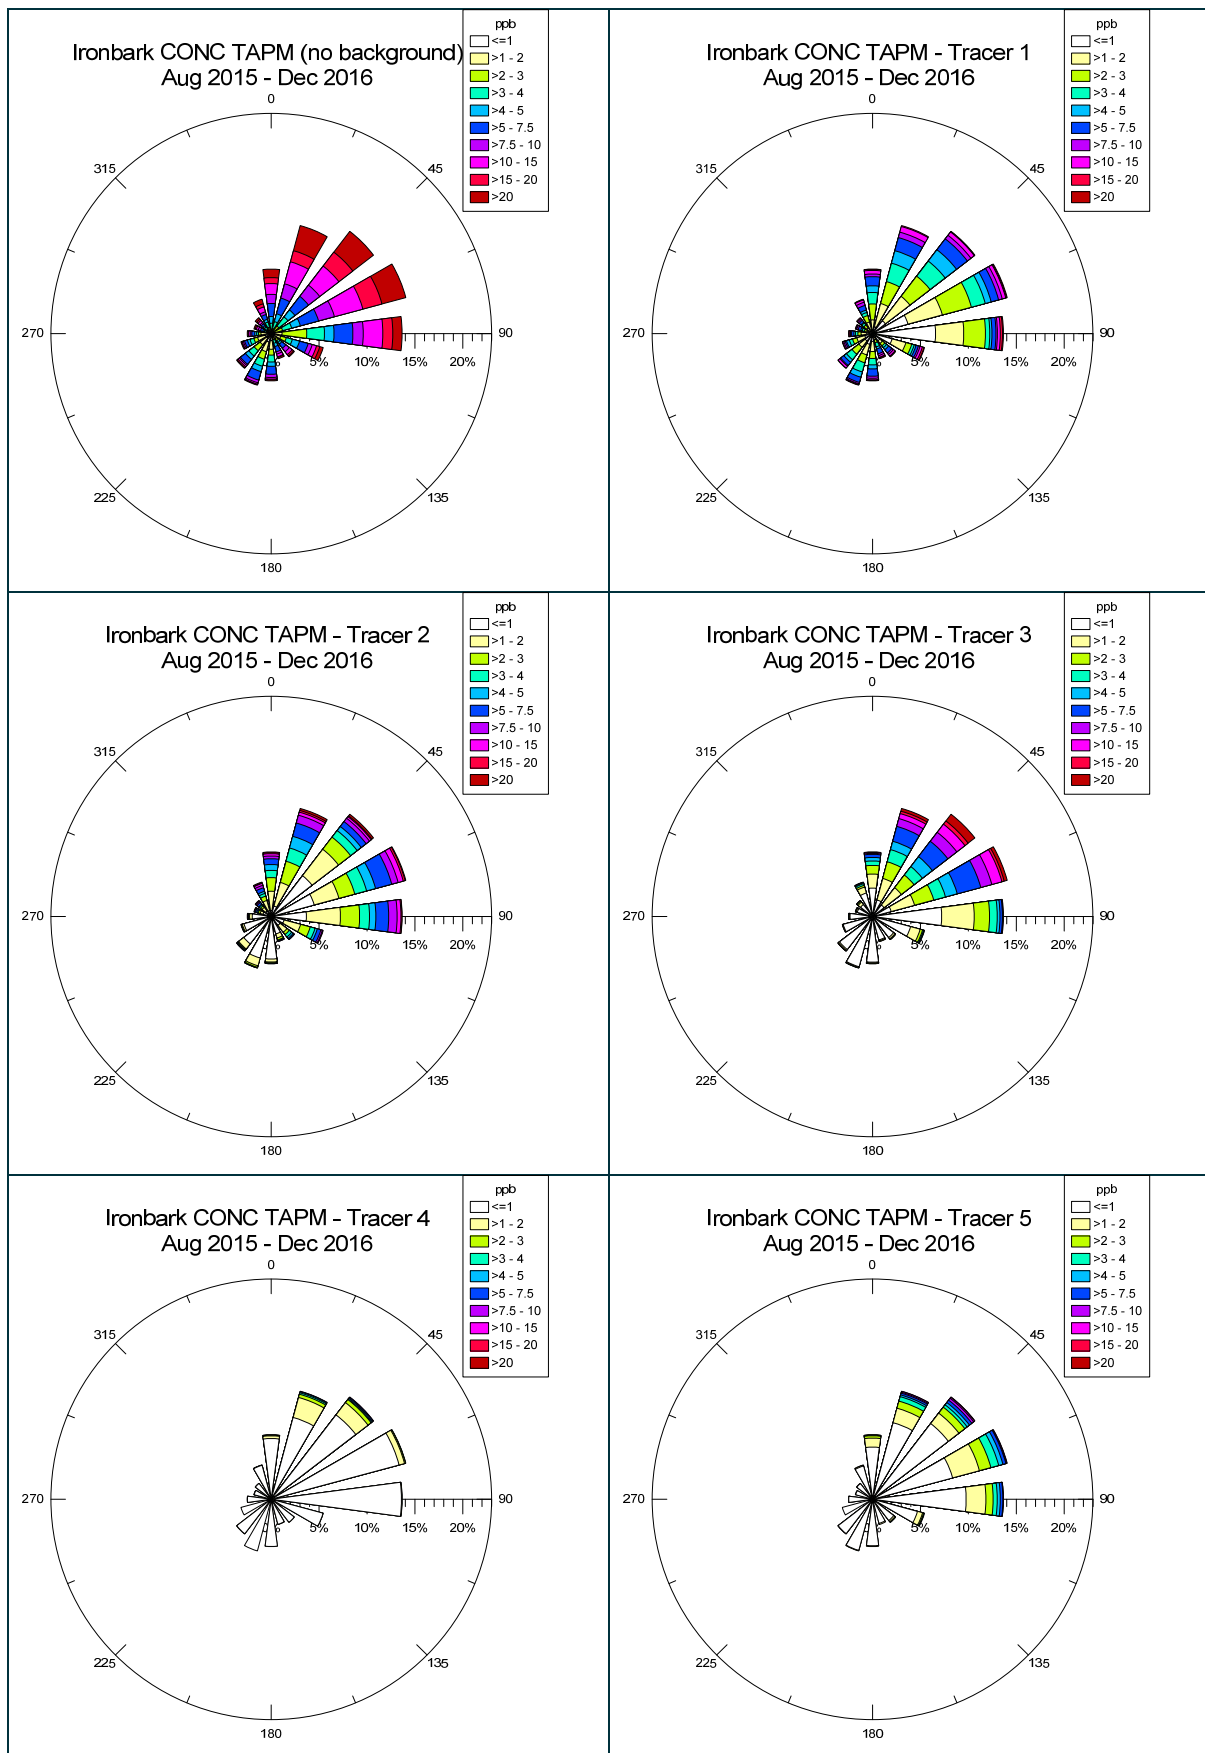 Ironbark CONC TAPM (no background)
Aug 2015 - Dec 2016
ppb
<=1
>1 - 2
>2 - 3
>3 - 4
>4 - 5
>5 - 7.5
>7.5 - 10
>10 - 15
>15 - 20
>20
0
45
90
135
180
225
270
315
5%
10%
15%
20%
Ironbark CONC TAPM - Tracer 1
Aug 2015 - Dec 2016
ppb
<=1
>1 - 2
>2 - 3
>3 - 4
>4 - 5
>5 - 7.5
>7.5 - 10
>10 - 15
>15 - 20
>20
0
45
90
135
180
225
270
315
5%
10%
15%
20%
Ironbark CONC TAPM - Tracer 2
Aug 2015 - Dec 2016
ppb
<=1
>1 - 2
>2 - 3
>3 - 4
>4 - 5
>5 - 7.5
>7.5 - 10
>10 - 15
>15 - 20
>20
0
45
90
135
180
225
270
315
5%
10%
15%
20%
Ironbark CONC TAPM - Tracer 3
Aug 2015 - Dec 2016
ppb
<=1
>1 - 2
>2 - 3
>3 - 4
>4 - 5
>5 - 7.5
>7.5 - 10
>10 - 15
>15 - 20
>20
0
45
90
135
180
225
270
315
5%
10%
15%
20%
Ironbark CONC TAPM - Tracer 4
Aug 2015 - Dec 2016
ppb
<=1
>1 - 2
>2 - 3
>3 - 4
>4 - 5
>5 - 7.5
>7.5 - 10
>10 - 15
>15 - 20
>20
0
45
90
135
180
225
270
315
5%
10%
15%
20%
Ironbark CONC TAPM - Tracer 5
Aug 2015 - Dec 2016
ppb
<=1
>1 - 2
>2 - 3
>3 - 4
>4 - 5
>5 - 7.5
>7.5 - 10
>10 - 15
>15 - 20
>20
0
45
90
135
180
225
270
315
5%
10%
15%
20%